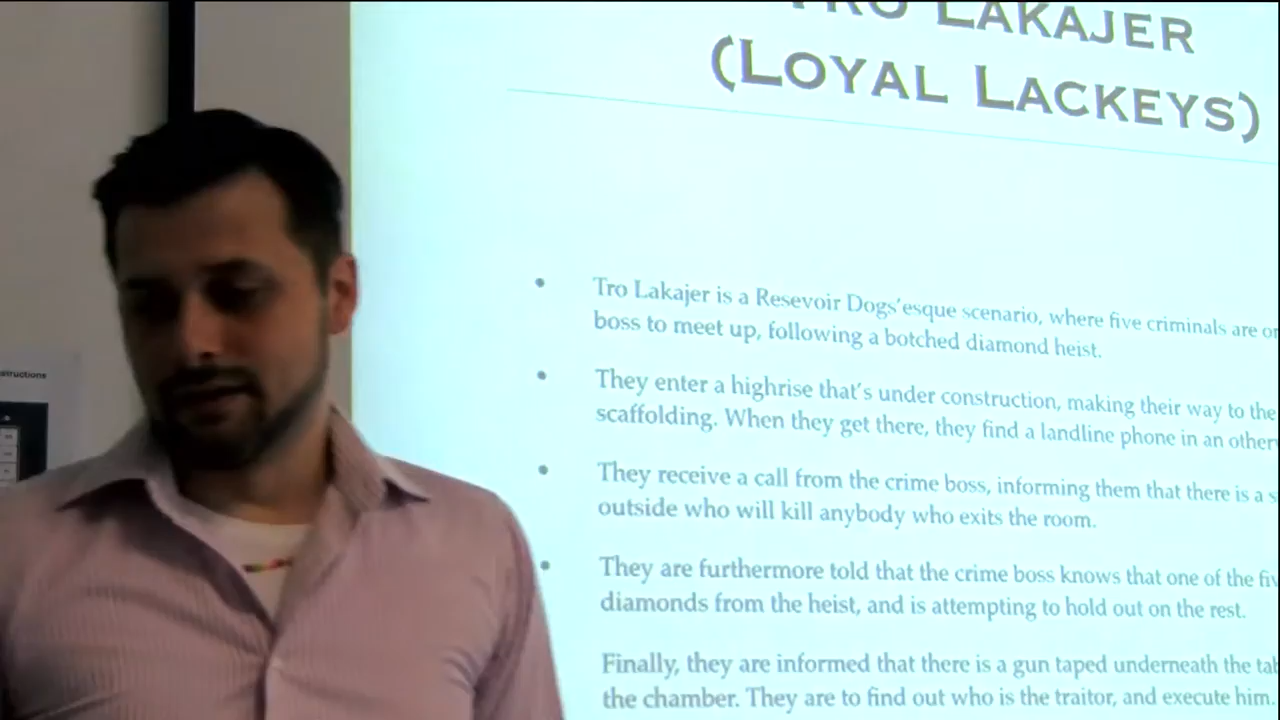 TRO LAKAJER
(LOYAL LACKEYS)
• Tro Lakajer is a Resevoir Dogs'esque scenario, where five criminals are
boss to meet up, following a botched diamond heist.
• They enter a highrise that's under construction, making their way to the
scaffolding. When they get there, they find a landline phone in an
• They receive a call from the crime boss, informing them that there is a
outside who will kill anybody who exits the room.
• They are furthermore told that the crime boss knows that one of the
diamonds from the heist, and is attempting to hold out on the rest.
Finally, they are informed that there is a gun taped underneath the
the chamber. They are to find out who is the traitor, and execute him.